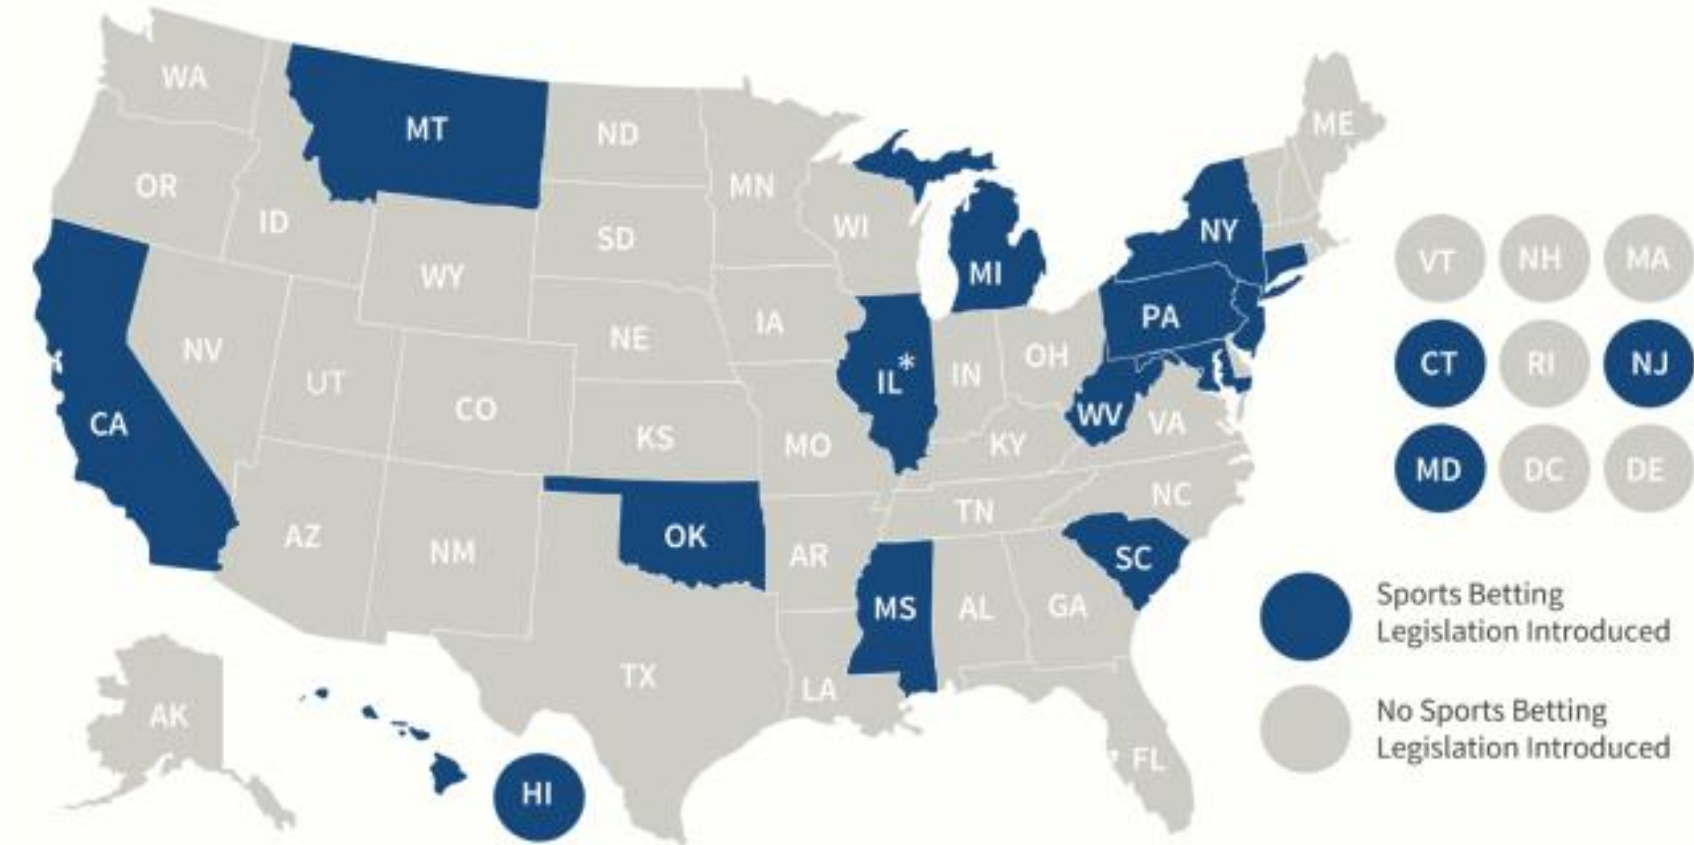 WA
MT
ND
ME
OR
MN
ID
WI
NY
SD
VT
NH
MA
WY
MI
PA
IA
NE
NV
OH
CT
RI
NJ
UT
IL*
IN
CO
WV
CA
VA
KS
MO
KY
MD
DC
DE
NC
TN
AZ
OK
NM
AR
SC
Sports Betting
Legislation Introduced
MS
AL
GA
TX
LA
AK
No Sports Betting
Legislation Introduced
FL
HI